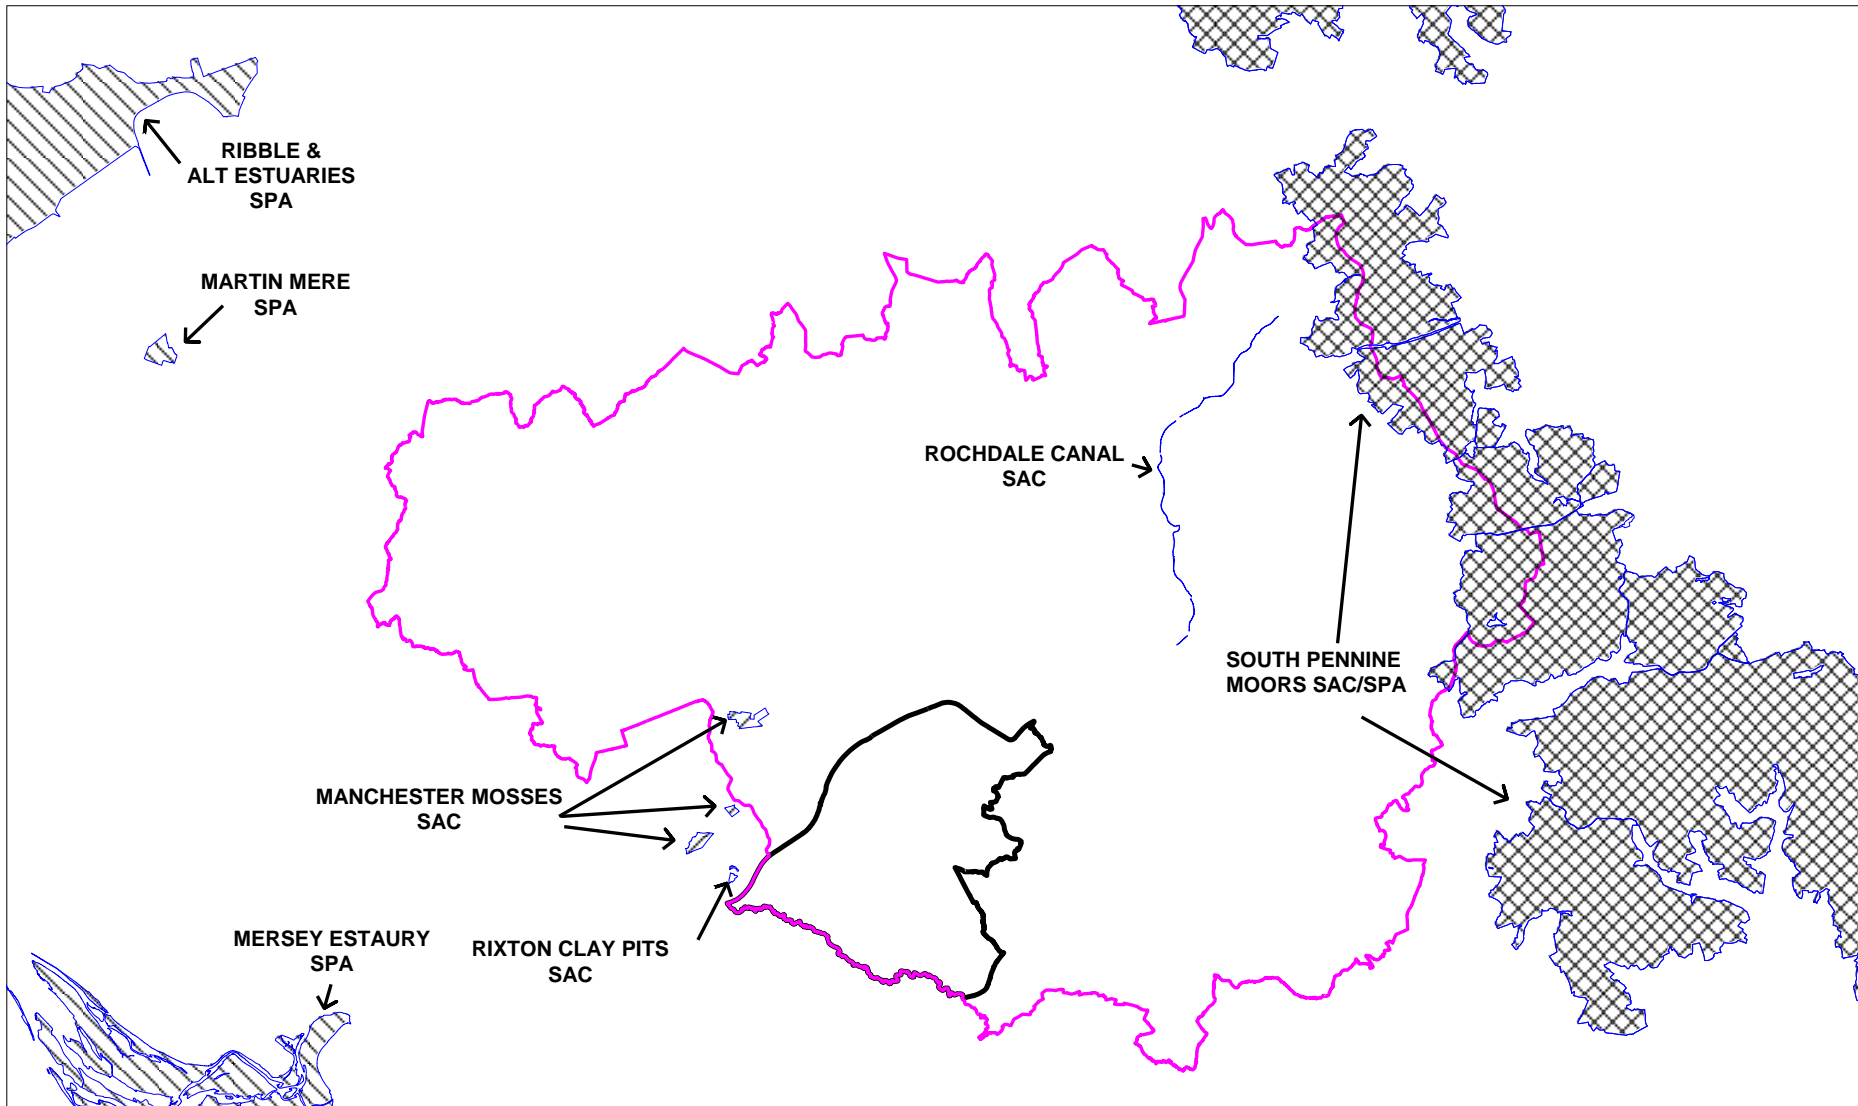 RIBBLE &
ALT ESTUARIES
SPA
MARTIN MERE
SPA
ROCHDALE CANAL
SAC
SOUTH PENNINE
MOORS SAC/SPA
MANCHESTER MOSSES
SAC
MERSEY ESTAURY
SPA
RIXTON CLAY PITS
SAC